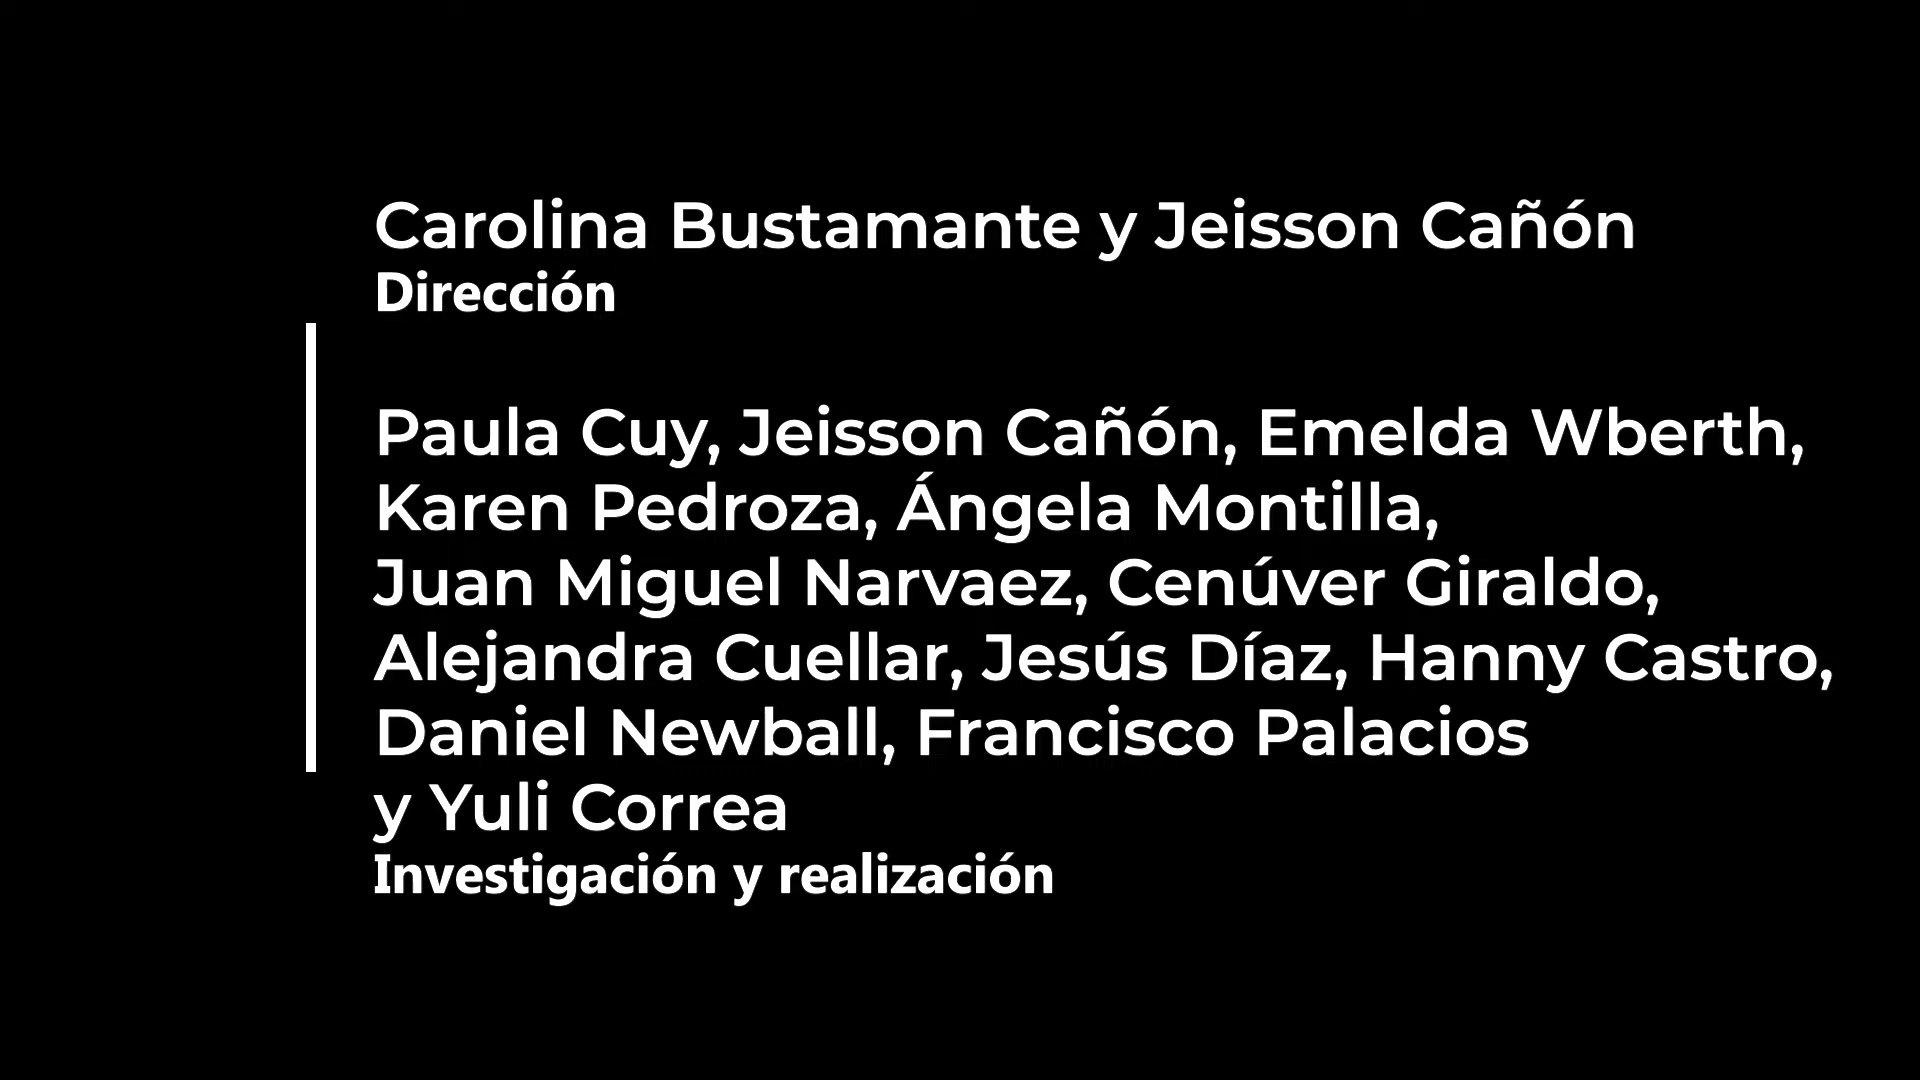 Carolina Bustamante y Jeisson Cañón
Dirección
Paula Cuy, Jeisson Cañón, Emelda Wberth,
Karen Pedroza, Ángela Montilla,
Juan Miguel Narvaez, Cenúver Giraldo,
Alejandra Cuellar, Jesús Díaz, Hanny Castro,
Daniel Newball, Francisco Palacios
y Yuli Correa
Investigación y realización